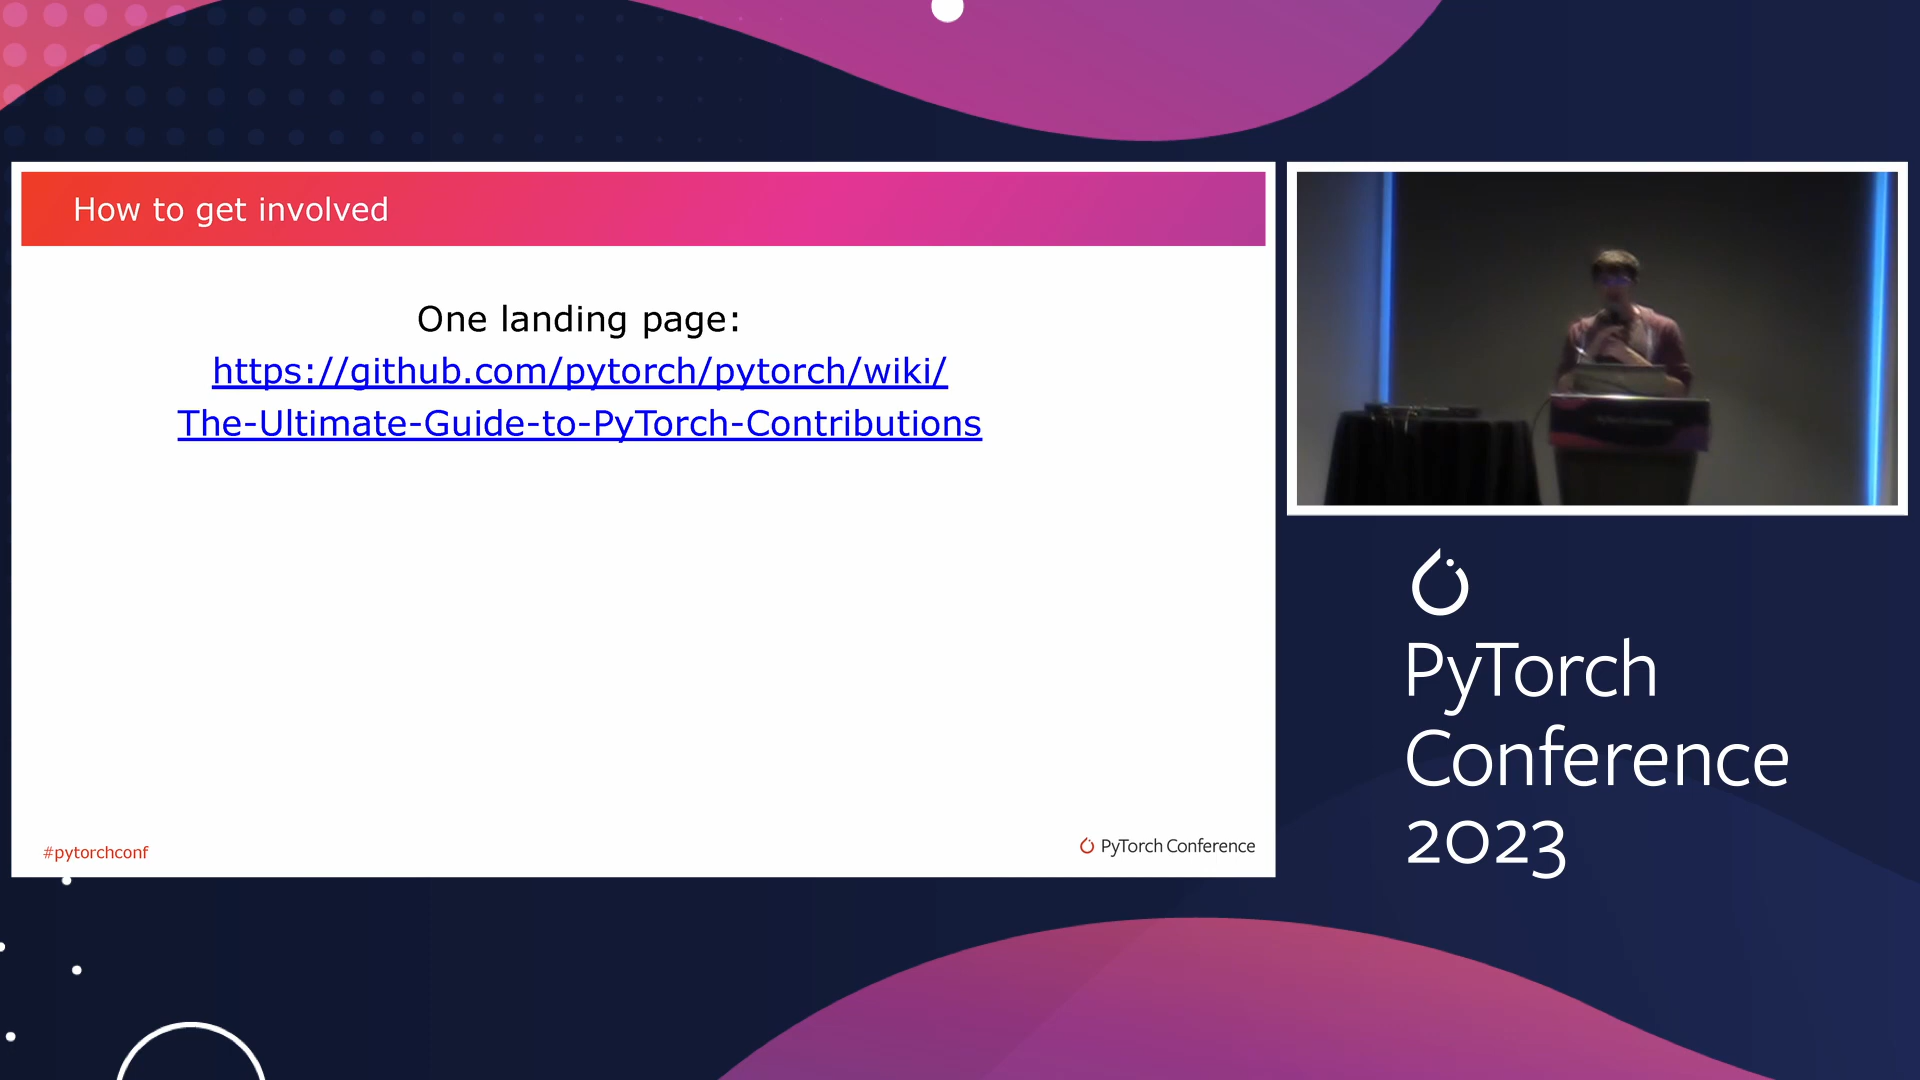 How to get involved
One landing page:
https://github.com/pytorch/pytorch/wiki/
The-Ultimate-Guide-to-PyTorch-Contributions
#pytorchconf
PyTorch Conference
PyTorch
Conference
2023